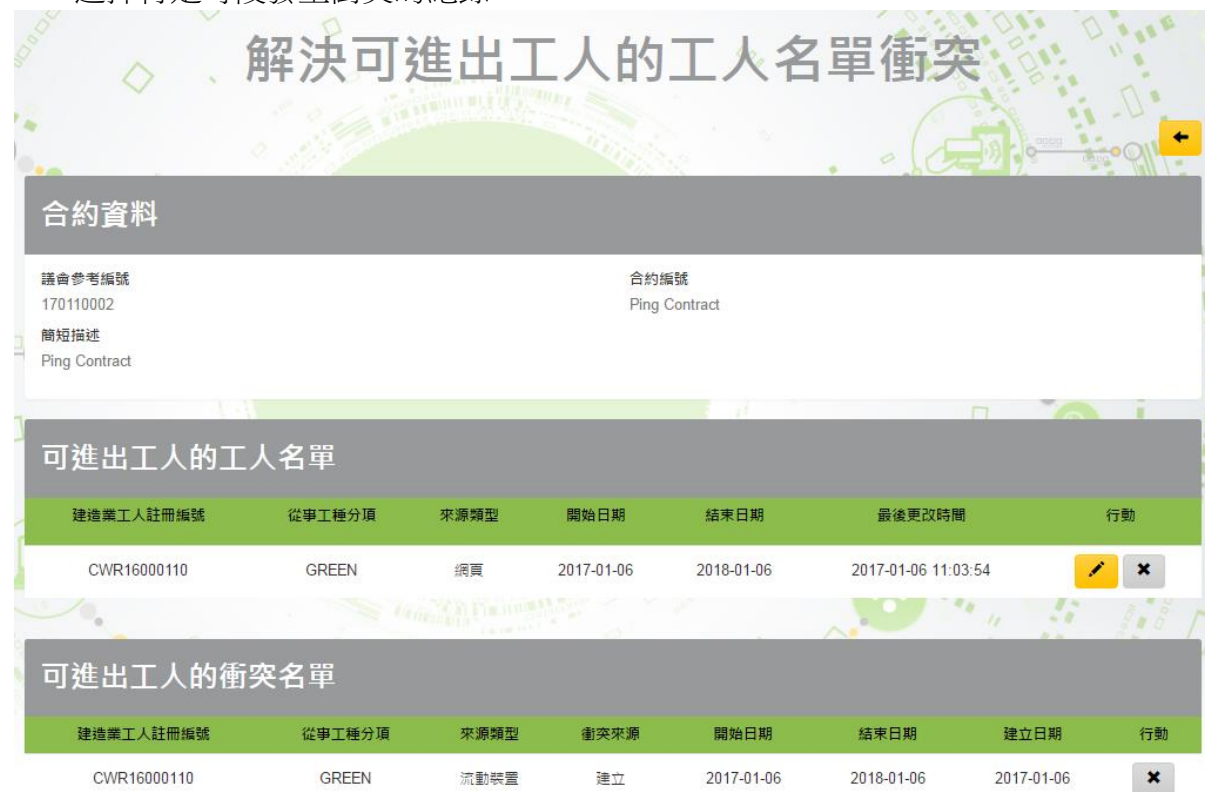 解決可進出工人的工人名單衝突
合約資料
議會參考編號 合約編號
170110002 Ping Contract
簡短描述
Ping Contract
可進出工人的工人名單
建造業工人註冊編號 從事工種分項 來源類型 開始日期 結束日期 最後更改時間 行動
CWR16000110 GREEN 網頁 2017-01-06 2018-01-06 2017-01-06 11:03:54
可進出工人的衝突名單
建造業工人註冊編號 從事工種分項 來源類型 衝突來源 開始日期 結束日期 建立日期 行動
CWR16000110 GREEN 流動裝置 建立 2017-01-06 2018-01-06 2017-01-06